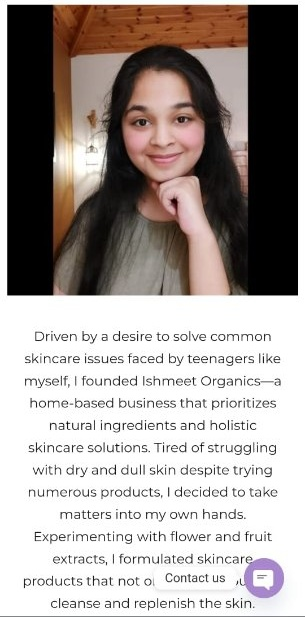 Driven by a desire to solve common
skincare issues faced by teenagers like
myself, I founded Ishmeet Organics—a
home-based business that prioritizes
natural ingredients and holistic
skincare solutions. Tired of struggling
with dry and dull skin despite trying
numerous products, I decided to take
matters into my own hands.
Experimenting with flower and fruit
extracts, I formulated skincare
products that not
Contact us
cleanse and replenish the skin.